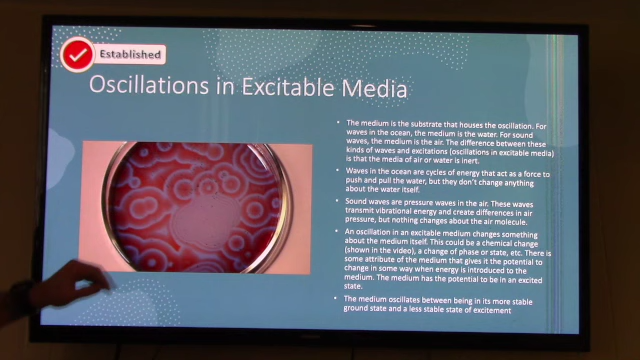 Established
Oscillations in Excitable Media
• The medium is the substrate that houses the oscillation. For
waves in the ocean, the medium is the water. For sound
waves, the medium is the air. The difference between these
kinds of waves and excitations (oscillations in excitable media)
is that the media of air or water is inert.
• Waves in the ocean are cycles of energy that act as a force to
push and pull the water, but they don't change anything
about the water itself.
• Sound waves are pressure waves in the air. These waves
transmit vibrational energy and create differences in air
pressure, but nothing changes about the air molecule.
• An oscillation in an excitable medium changes something
about the medium itself. This could be a chemical change
(shown in the video), a change of phase or state, etc. There is
some attribute of the medium that gives it the potential to
change in some way when energy is introduced to the
medium. The medium has the potential to be in an excited
state.
• The medium oscillates between being in its more stable
ground state and a less stable state of excitement